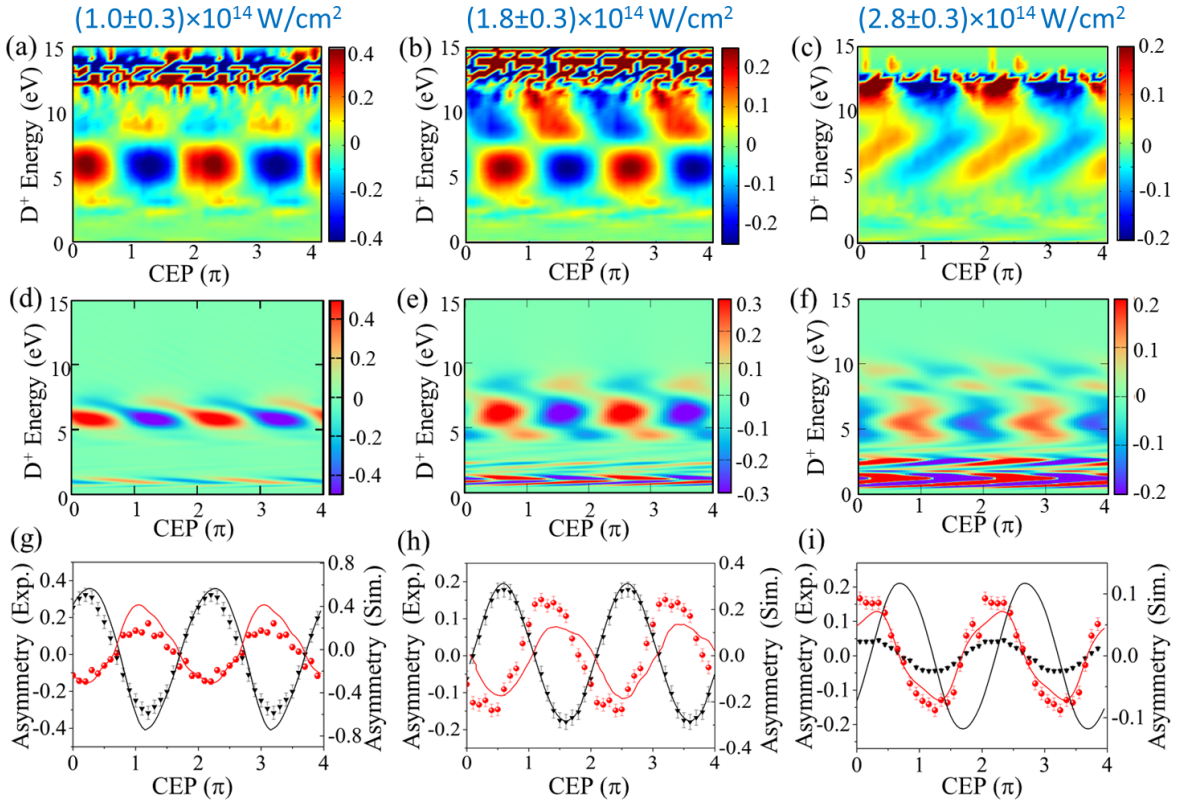 (1.0±0.3)×10¹⁴ W/cm² (1.8±0.3)×10¹⁴ W/cm² (2.8±0.3)×10¹⁴ W/cm²
(a) (b) (c)
D⁺ Energy (eV) 15 10 5 0
0 1 2 3 4
CEP (π)
0.4 0.2 0 -0.2 -0.4
D⁺ Energy (eV) 15 10 5 0
0 1 2 3 4
CEP (π)
0.2 0.1 0 -0.1 -0.2
D⁺ Energy (eV) 15 10 5 0
0 1 2 3 4
CEP (π)
0.2 0.1 0 -0.1 -0.2
(d) (e) (f)
D⁺ Energy (eV) 15 10 5 0
0 1 2 3 4
CEP (π)
0.4 0.2 0 -0.2 -0.4
D⁺ Energy (eV) 15 10 5 0
0 1 2 3 4
CEP (π)
0.3 0.2 0.1 0 -0.1 -0.2 -0.3
D⁺ Energy (eV) 15 10 5 0
0 1 2 3 4
CEP (π)
0.2 0.1 0 -0.1 -0.2
(g) (h) (i)
Asymmetry (Exp.) 0.4 0.2 0.0 -0.2 -0.4
0 1 2 3 4
CEP (π)
0.8 0.4 0.0 -0.4 -0.8 Asymmetry (Sim.)
Asymmetry (Exp.) 0.2 0.1 0.0 -0.1 -0.2
0 1 2 3 4
CEP (π)
0.4 0.3 0.2 0.1 0.0 -0.1 -0.2 -0.3 -0.4 Asymmetry (Sim.)
Asymmetry (Exp.) 0.2 0.1 0.0 -0.1 -0.2
0 1 2 3 4
CEP (π)
0.1 0.0 -0.1 Asymmetry (Sim.)